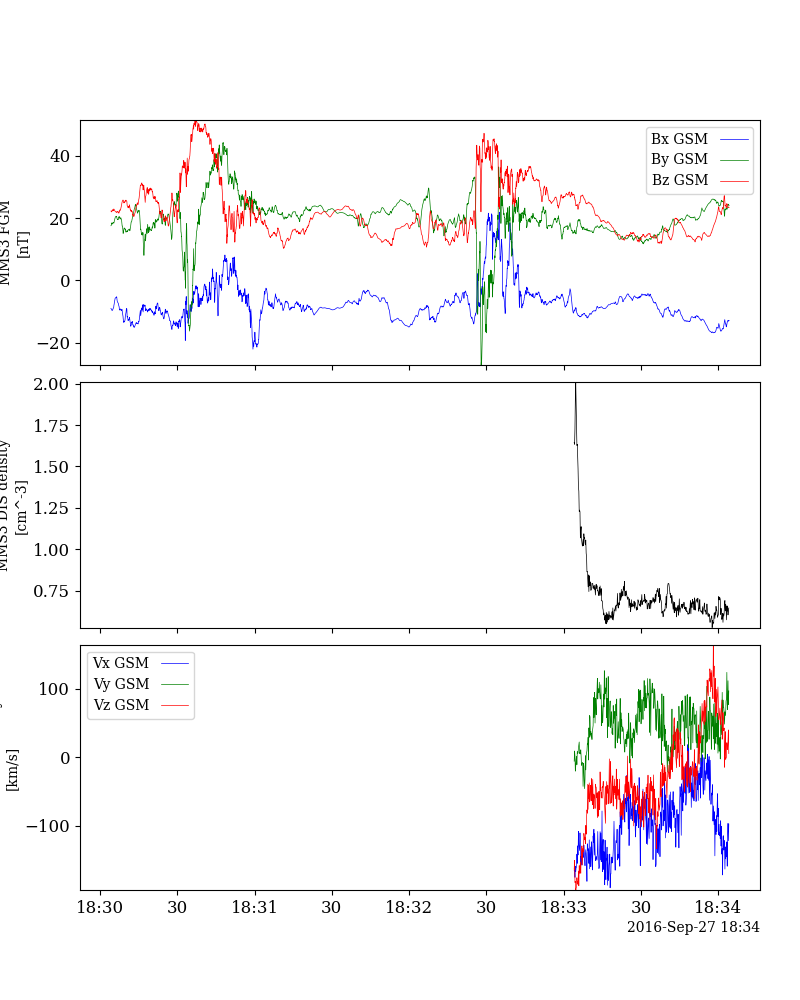 40
20
0
−20
MMS3 FGM
[nT]
Bx GSM
By GSM
Bz GSM
2.00
1.75
1.50
1.25
1.00
0.75
MMS3 DIS density
[cm^-3]
100
0
−100
[km/s]
Vx GSM
Vy GSM
Vz GSM
18:30 30 18:31 30 18:32 30 18:33 30 18:34
2016-Sep-27 18:34